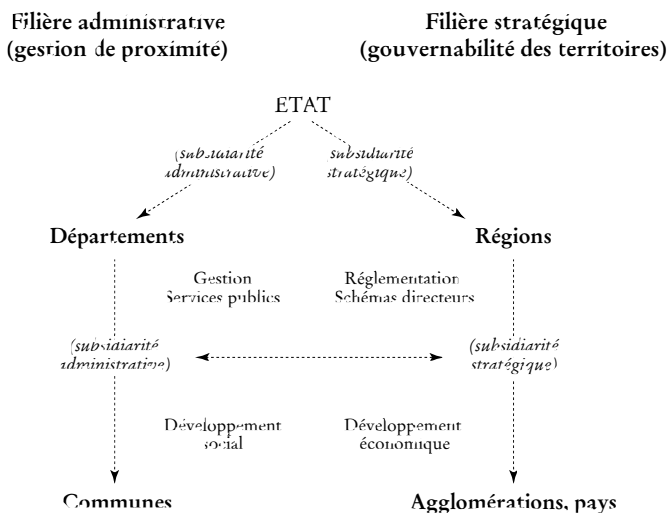 Filière administrative
(gestion de proximité)
Filière stratégique
(gouvernabilité des territoires)
ETAT
(subsidiarité
administrative)
(subsidiarité
stratégique)
Départements
Régions
Gestion
Services publics
Réglementation
Schémas directeurs
(subsidiarité
administrative)
(subsidiarité
stratégique)
Développement
social
Développement
économique
Communes
Agglomérations, pays